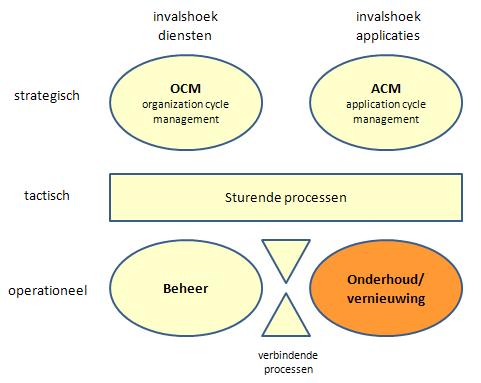 invalshoek
diensten
invalshoek
applicaties
strategisch
OCM
organization cycle
management
ACM
application cycle
management
tactisch
Sturende processen
operationeel
Beheer
Onderhoud/
vernieuwing
verbindende
processen